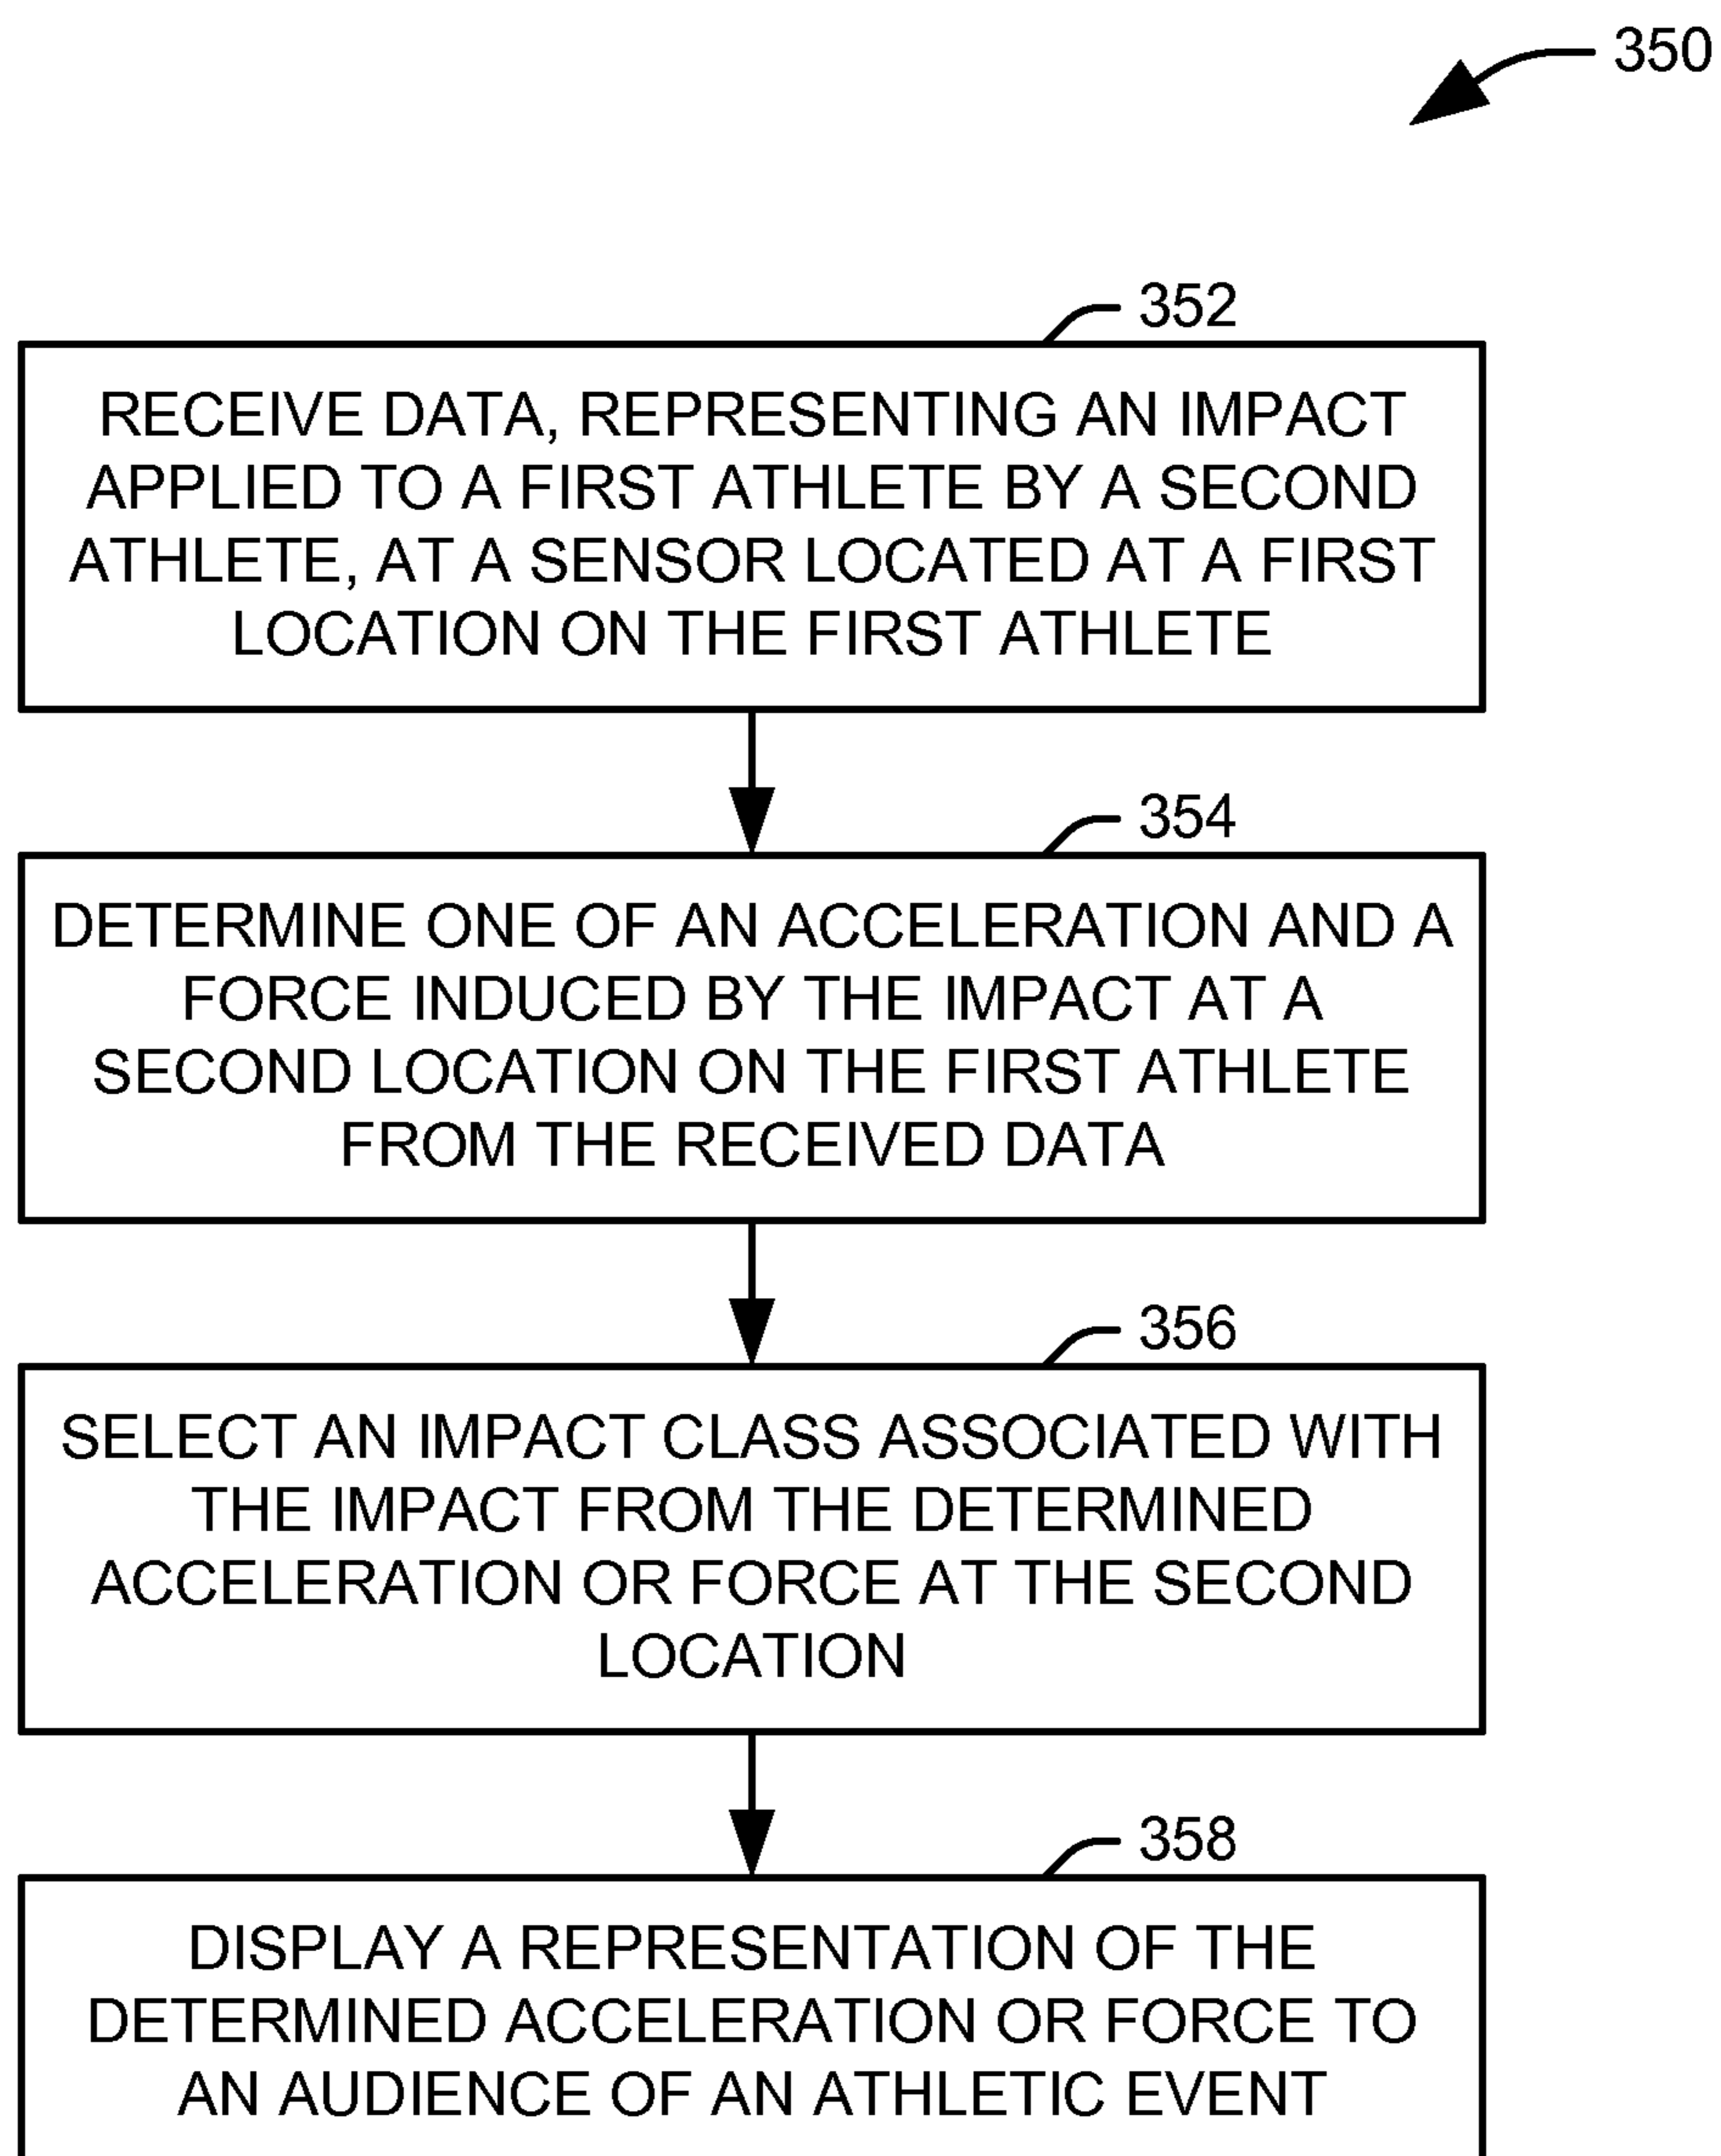 350
352
RECEIVE DATA, REPRESENTING AN IMPACT
APPLIED TO A FIRST ATHLETE BY A SECOND
ATHLETE, AT A SENSOR LOCATED AT A FIRST
LOCATION ON THE FIRST ATHLETE
354
DETERMINE ONE OF AN ACCELERATION AND A
FORCE INDUCED BY THE IMPACT AT A
SECOND LOCATION ON THE FIRST ATHLETE
FROM THE RECEIVED DATA
356
SELECT AN IMPACT CLASS ASSOCIATED WITH
THE IMPACT FROM THE DETERMINED
ACCELERATION OR FORCE AT THE SECOND
LOCATION
358
DISPLAY A REPRESENTATION OF THE
DETERMINED ACCELERATION OR FORCE TO
AN AUDIENCE OF AN ATHLETIC EVENT